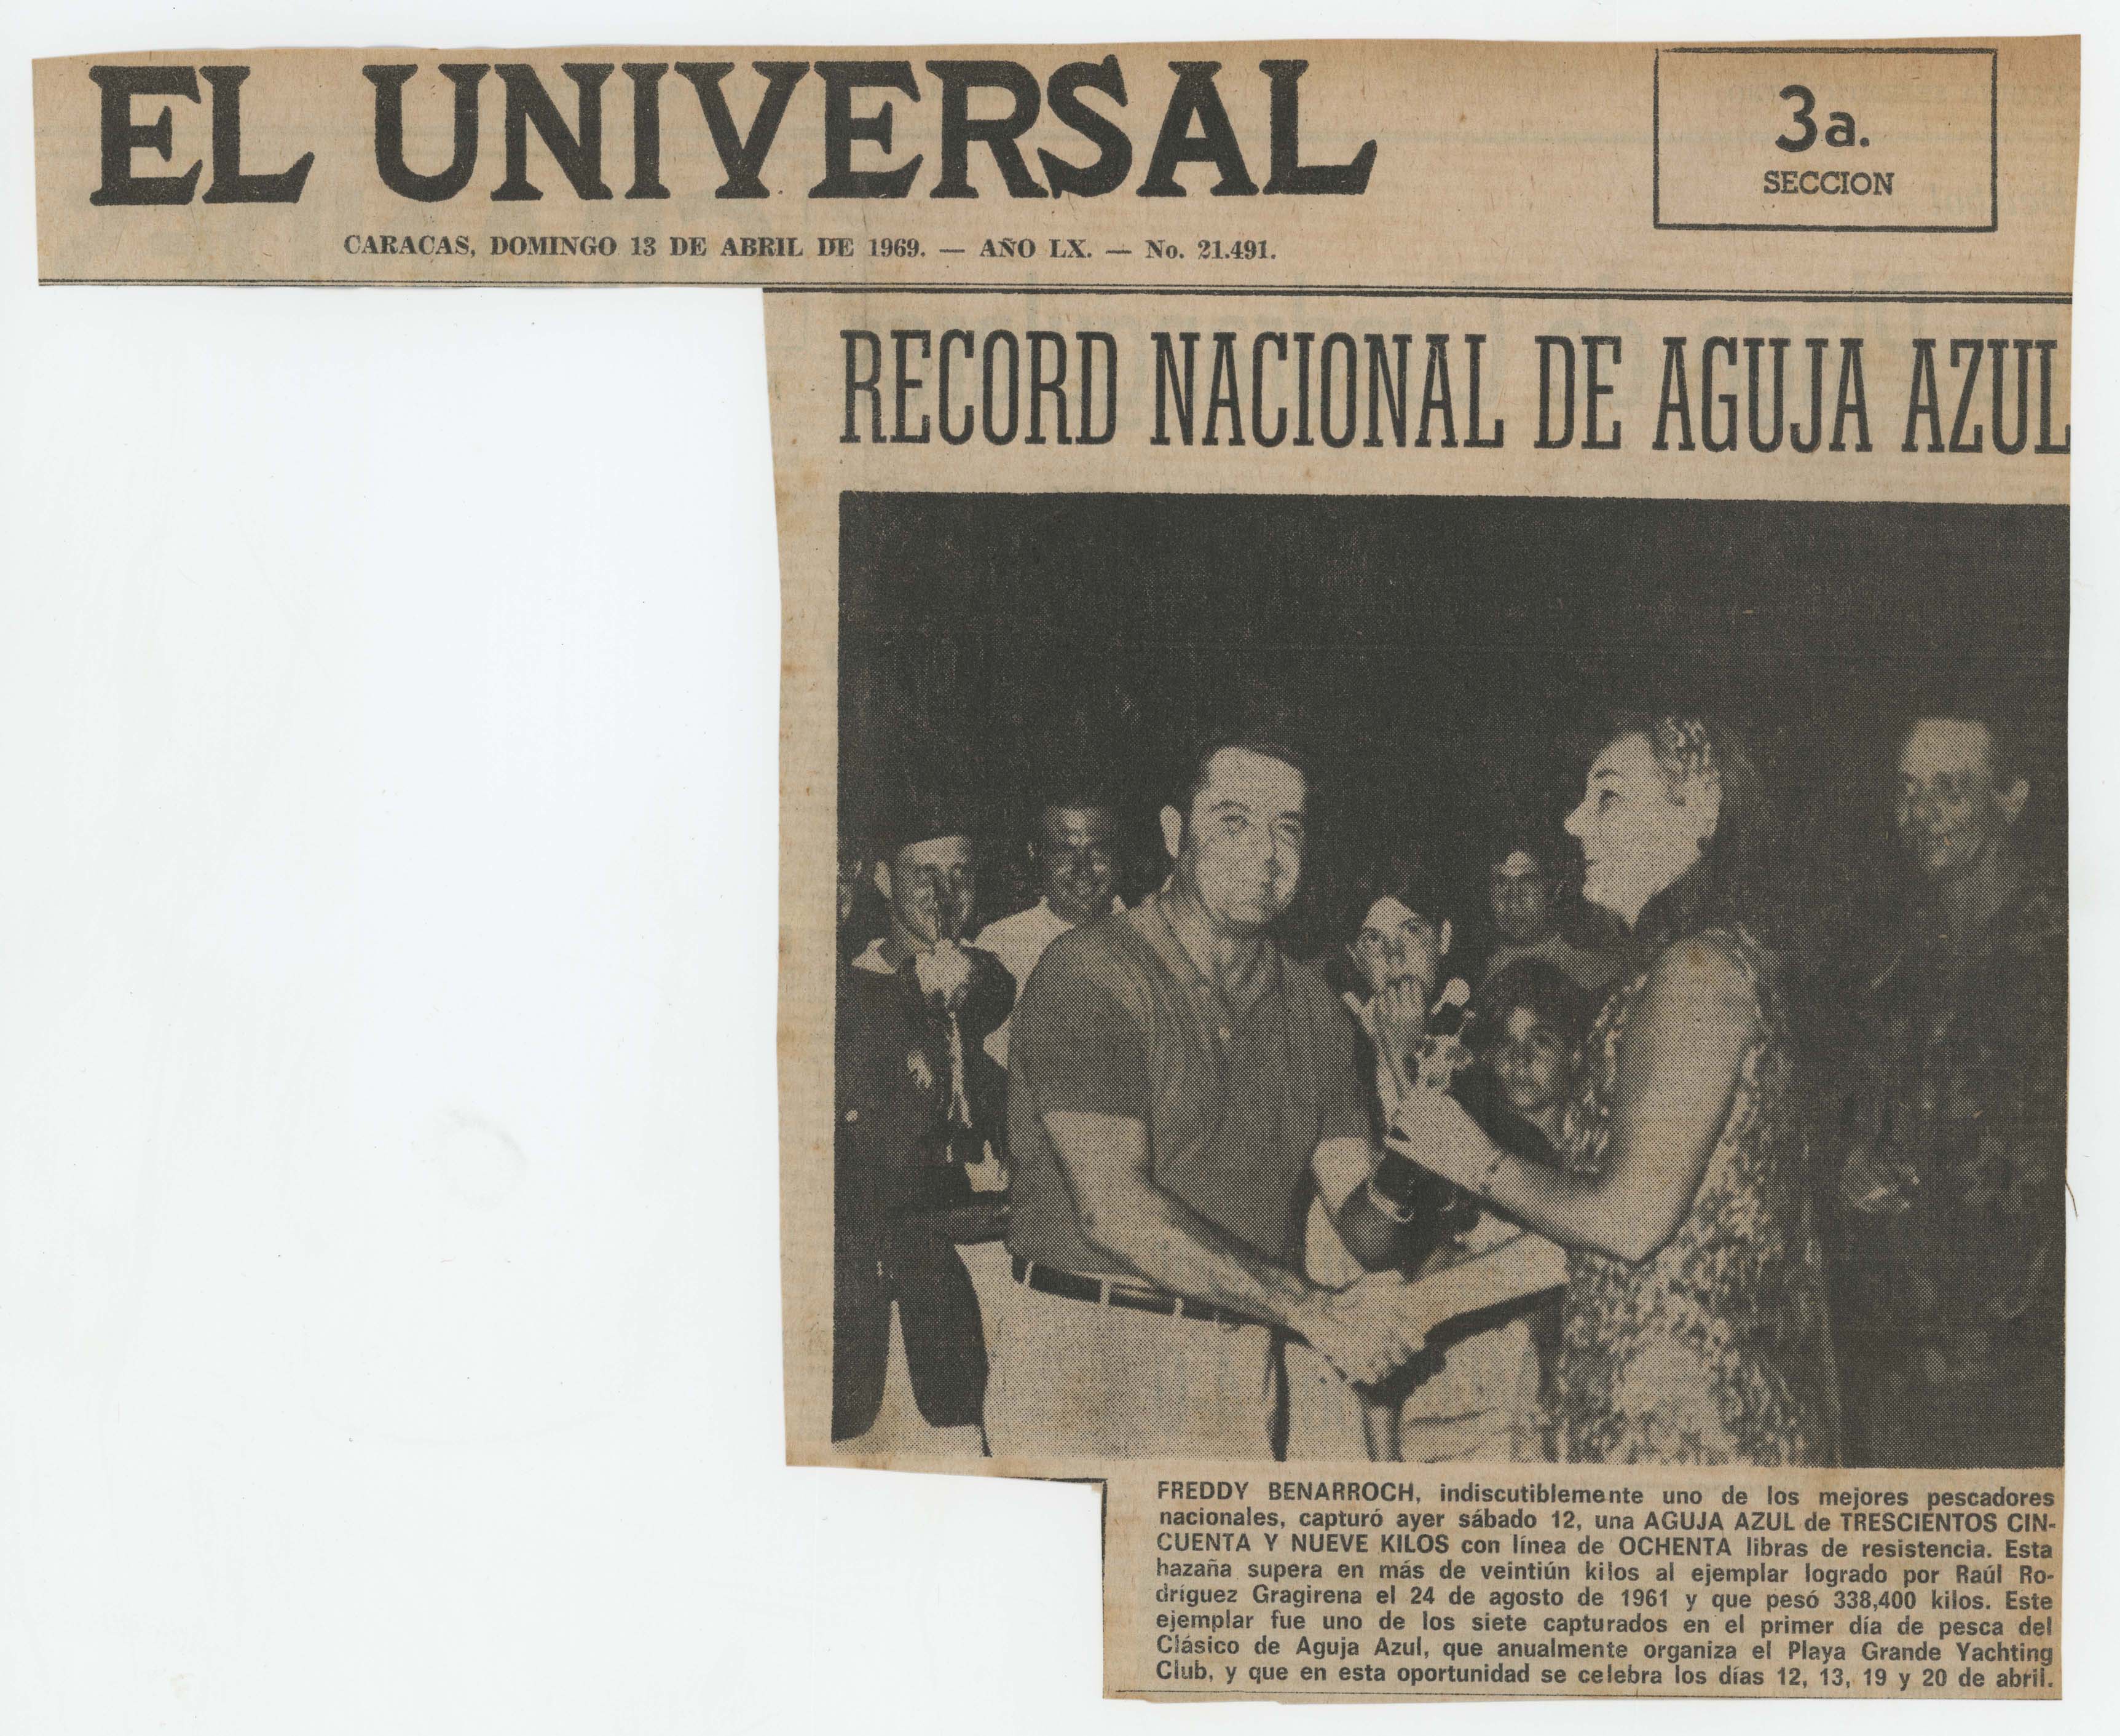 EL UNIVERSAL
3a.
SECCION
CARACAS, DOMINGO 13 DE ABRIL DE 1969. — AÑO LX. — No. 21.491.
RECORD NACIONAL DE AGUJA AZUL
FREDDY BENARROCH, indiscutiblemente uno de los mejores pescadores
nacionales, capturó ayer sábado 12, una AGUJA AZUL de TRESCIENTOS CIN-
CUENTA Y NUEVE KILOS con línea de OCHENTA libras de resistencia. Esta
hazaña supera en más de veintiún kilos al ejemplar logrado por Raúl Ro-
dríguez Gragirena el 24 de agosto de 1961 y que pesó 338,400 kilos. Este
ejemplar fue uno de los siete capturados en el primer día de pesca del
Clásico de Aguja Azul, que anualmente organiza el Playa Grande Yachting
Club, y que en esta oportunidad se celebra los días 12, 13, 19 y 20 de abril.